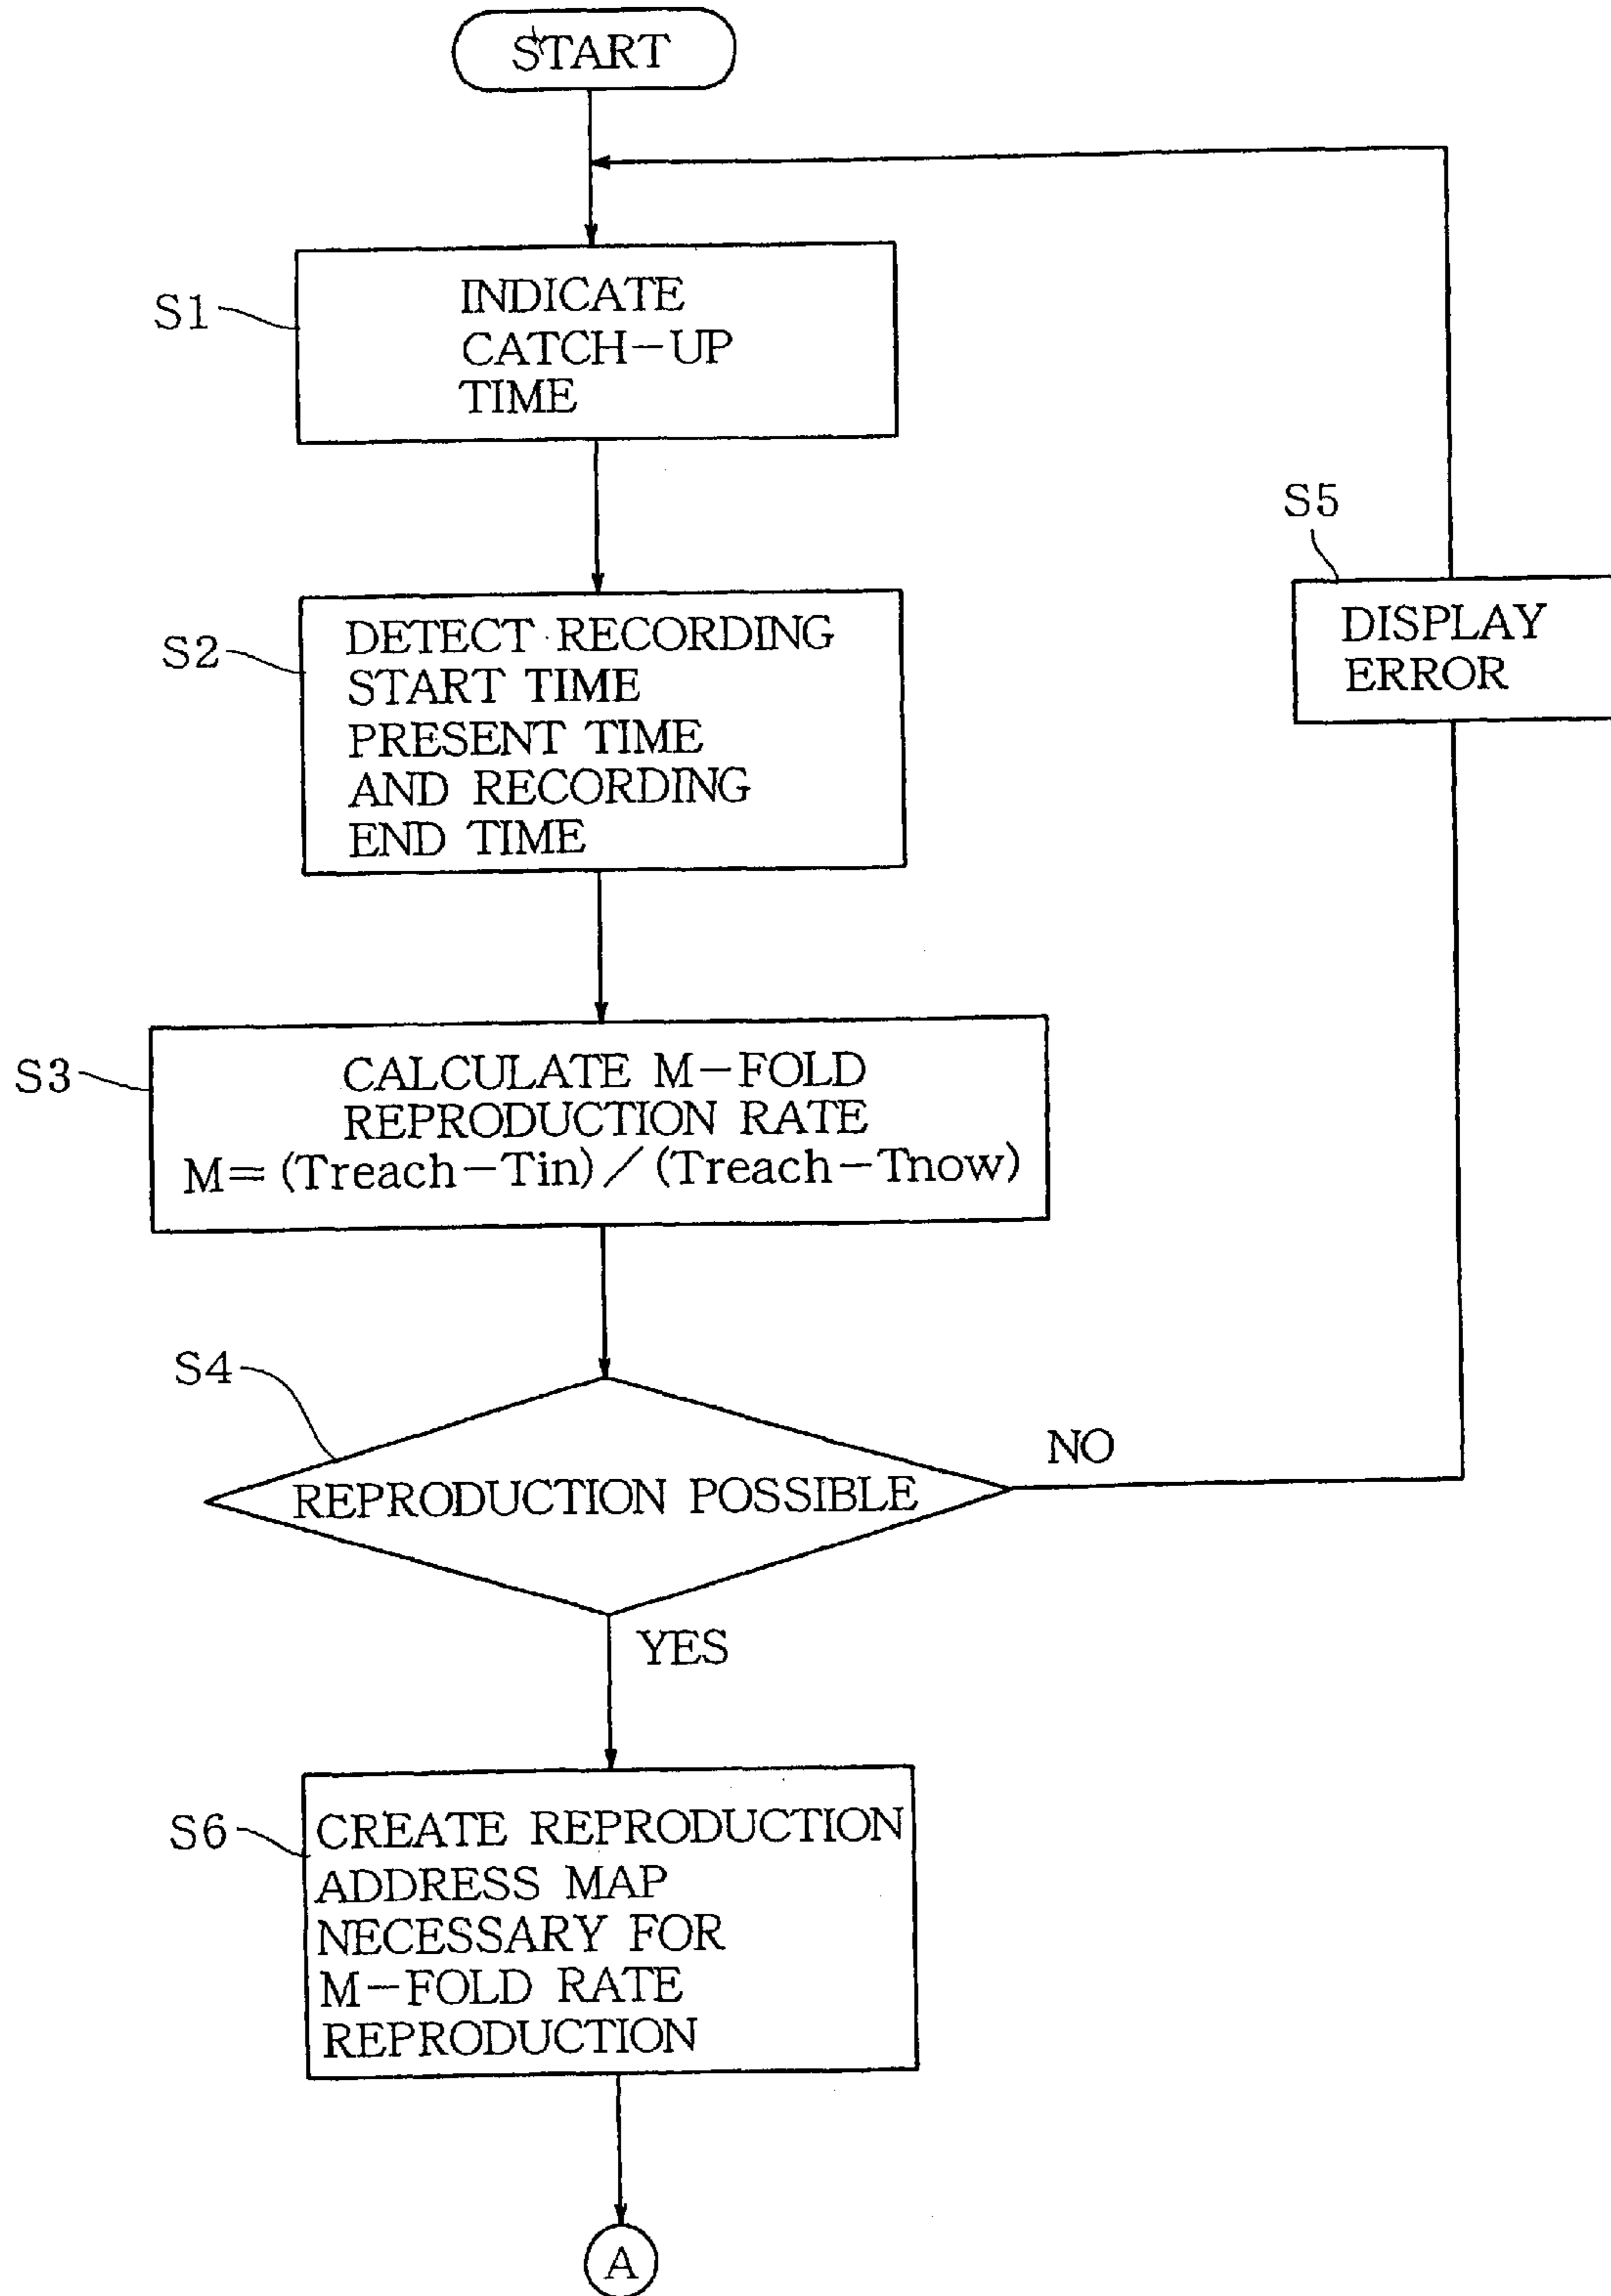 START
S1
INDICATE
CATCH-UP
TIME
S2
DETECT RECORDING
START TIME
PRESENT TIME
AND RECORDING
END TIME
S3
CALCULATE M-FOLD
REPRODUCTION RATE
M=(Treach-Tin)/(Treach-Tnow)
S4
REPRODUCTION POSSIBLE
NO
S5
DISPLAY
ERROR
YES
S6
CREATE REPRODUCTION
ADDRESS MAP
NECESSARY FOR
M-FOLD RATE
REPRODUCTION
A